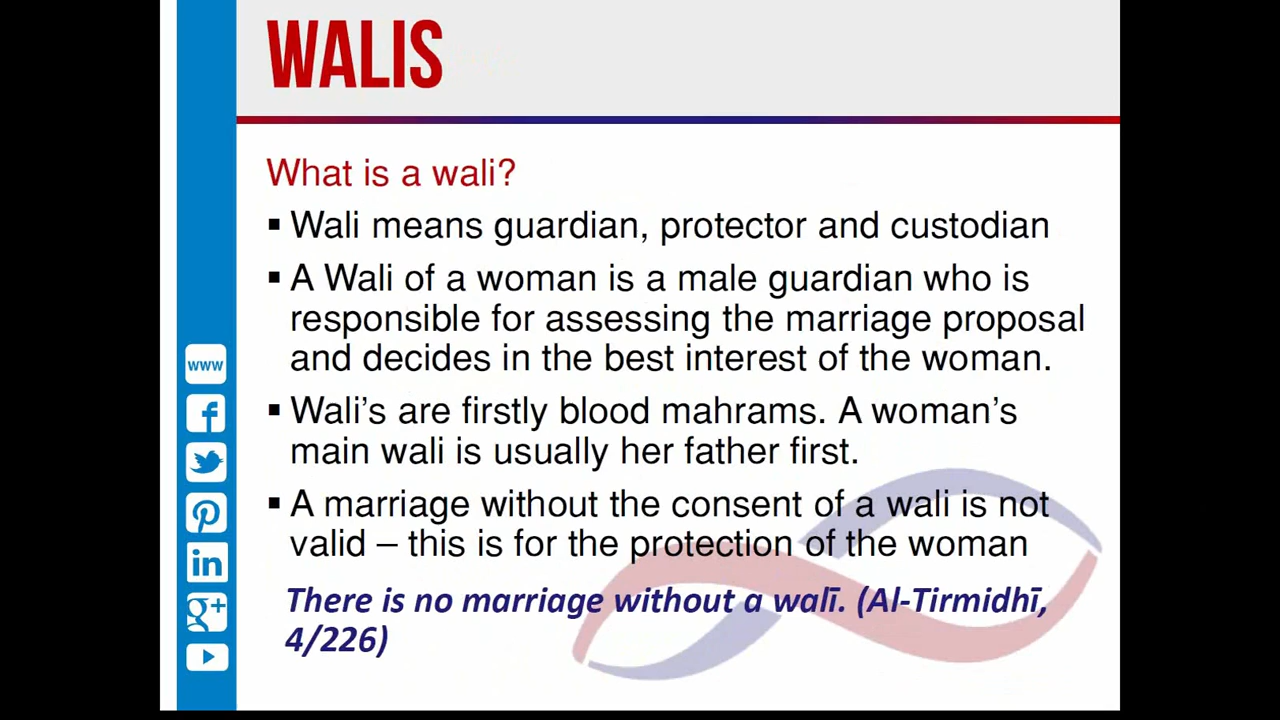 WALIS
What is a wali?
▪ Wali means guardian, protector and custodian
▪ A Wali of a woman is a male guardian who is
responsible for assessing the marriage proposal
and decides in the best interest of the woman.
▪ Wali’s are firstly blood mahrams. A woman’s
main wali is usually her father first.
▪ A marriage without the consent of a wali is not
valid – this is for the protection of the woman
There is no marriage without a walī. (Al-Tirmidhī,
4/226)
www
f
in
g+